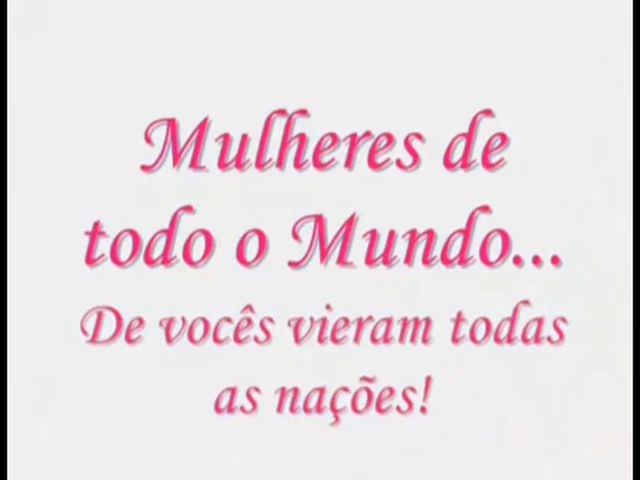 Mulheres de
todo o Mundo...
De vocês vieram todas
as nações!